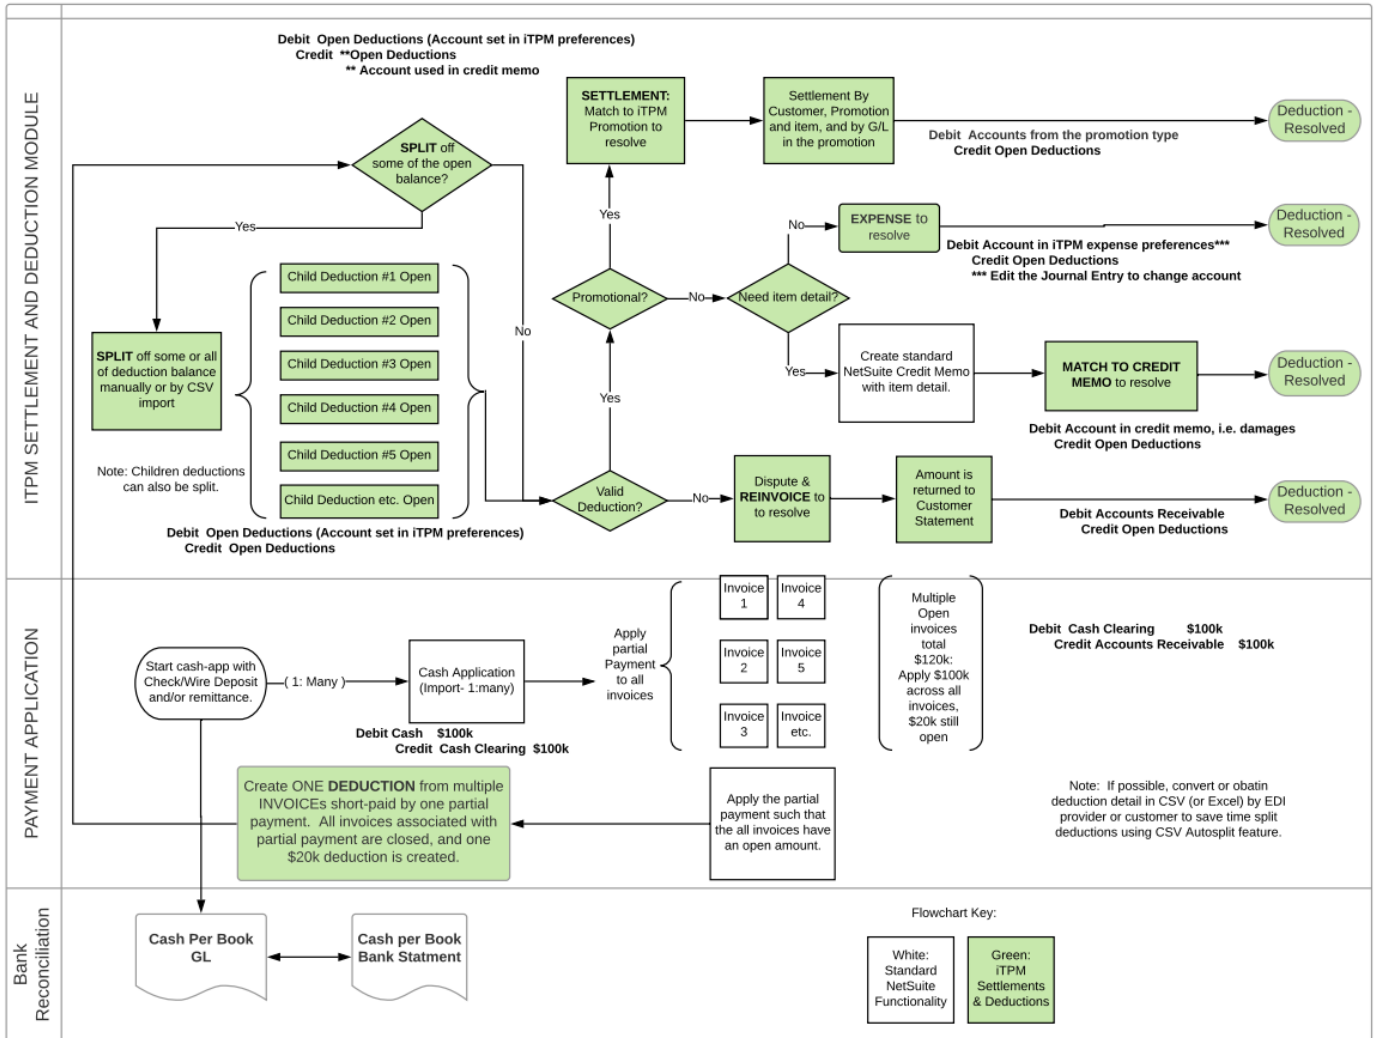 ITPM SETTLEMENT AND DEDUCTION MODULE
Debit  Open Deductions (Account set in iTPM preferences)
Credit  **Open Deductions
** Account used in credit memo
SPLIT off
some of the open
balance?
Yes
No
SPLIT off some or all
of deduction balance
manually or by CSV
import
Note: Children deductions
can also be split.
Child Deduction #1 Open
Child Deduction #2 Open
Child Deduction #3 Open
Child Deduction #4 Open
Child Deduction #5 Open
Child Deduction etc. Open
Debit  Open Deductions (Account set in iTPM preferences)
Credit  Open Deductions
SETTLEMENT:
Match to iTPM
Promotion to
resolve
Settlement By
Customer, Promotion
and item, and by G/L
in the promotion
Debit  Accounts from the promotion type
Credit Open Deductions
Deduction -
Resolved
Yes
Promotional?
No
Need item detail?
No
EXPENSE to
resolve
Debit Account in iTPM expense preferences***
Credit Open Deductions
*** Edit the Journal Entry to change account
Deduction -
Resolved
Yes
Create standard
NetSuite Credit Memo
with item detail.
MATCH TO CREDIT
MEMO to resolve
Debit Account in credit memo, i.e. damages
Credit Open Deductions
Deduction -
Resolved
Yes
Valid
Deduction?
No
Dispute &
REINVOICE to
to resolve
Amount is
returned to
Customer
Statement
Debit Accounts Receivable
Credit Open Deductions
Deduction -
Resolved
PAYMENT APPLICATION
Start cash-app with
Check/Wire Deposit
and/or remittance.
( 1: Many )
Cash Application
(Import- 1:many)
Debit Cash    $100k
Credit  Cash Clearing  $100k
Apply
partial
Payment
to all
invoices
Invoice
1
Invoice
4
Invoice
2
Invoice
5
Invoice
3
Invoice
etc.
Multiple
Open
invoices
total
$120k:
Apply $100k
across all
invoices,
$20k still
open
Debit  Cash Clearing          $100k
Credit Accounts Receivable    $100k
Create ONE DEDUCTION from multiple
INVOICEs short-paid by one partial
payment.  All invoices associated with
partial payment are closed, and one
$20k deduction is created.
Apply the partial
payment such that
the all invoices have
an open amount.
Note:  If possible, convert or obatin
deduction detail in CSV (or Excel) by EDI
provider or customer to save time split
deductions using CSV Autosplit feature.
Bank
Reconciliation
Cash Per Book
GL
Cash per Book
Bank Statment
Flowchart Key:
White:
Standard
NetSuite
Functionality
Green:
iTPM
Settlements
& Deductions